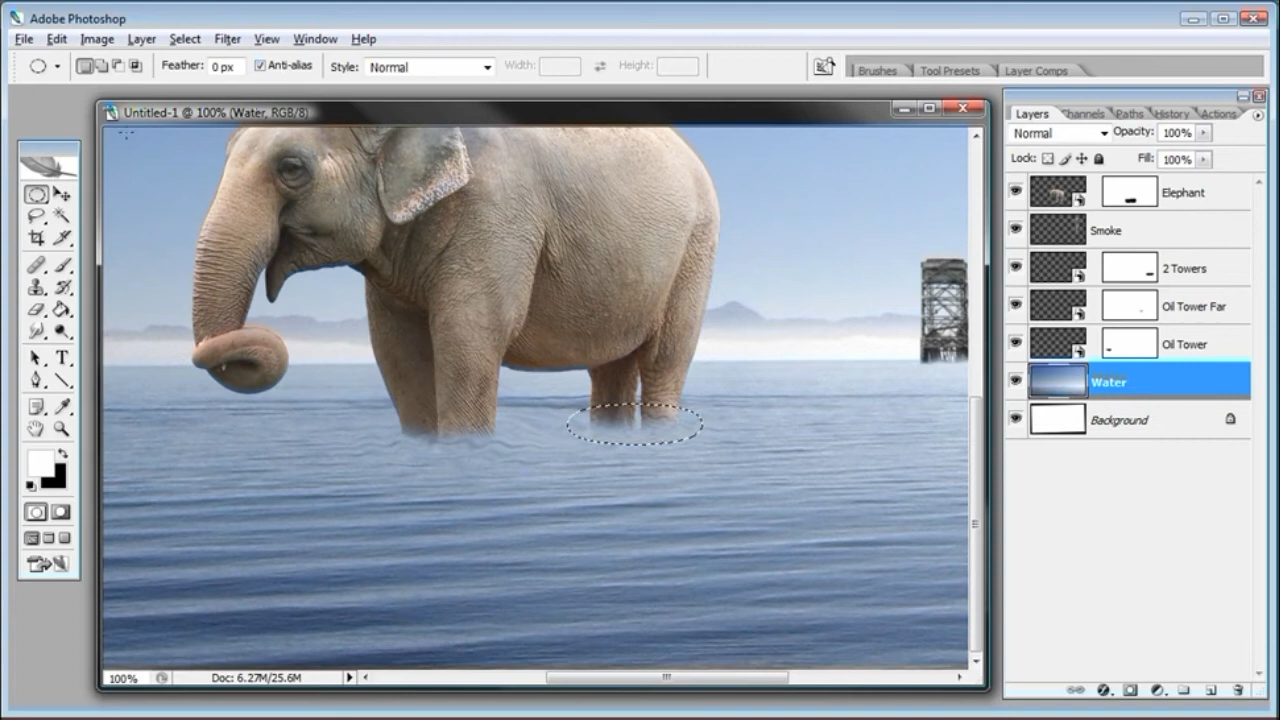 Adobe Photoshop
File Edit Image Layer Select Filter View Window Help
Feather: 0 px Anti-alias Style: Normal Width: Height: Brushes Tool Presets Layer Comps
Untitled-1 @ 100% (Water, RGB/8)
Layers Channels Paths History Actions
Normal Opacity: 100%
Lock: Fill: 100%
Elephant
Smoke
2 Towers
Oil Tower Far
Oil Tower
Water
Background
100% Doc: 6.27M/25.6M